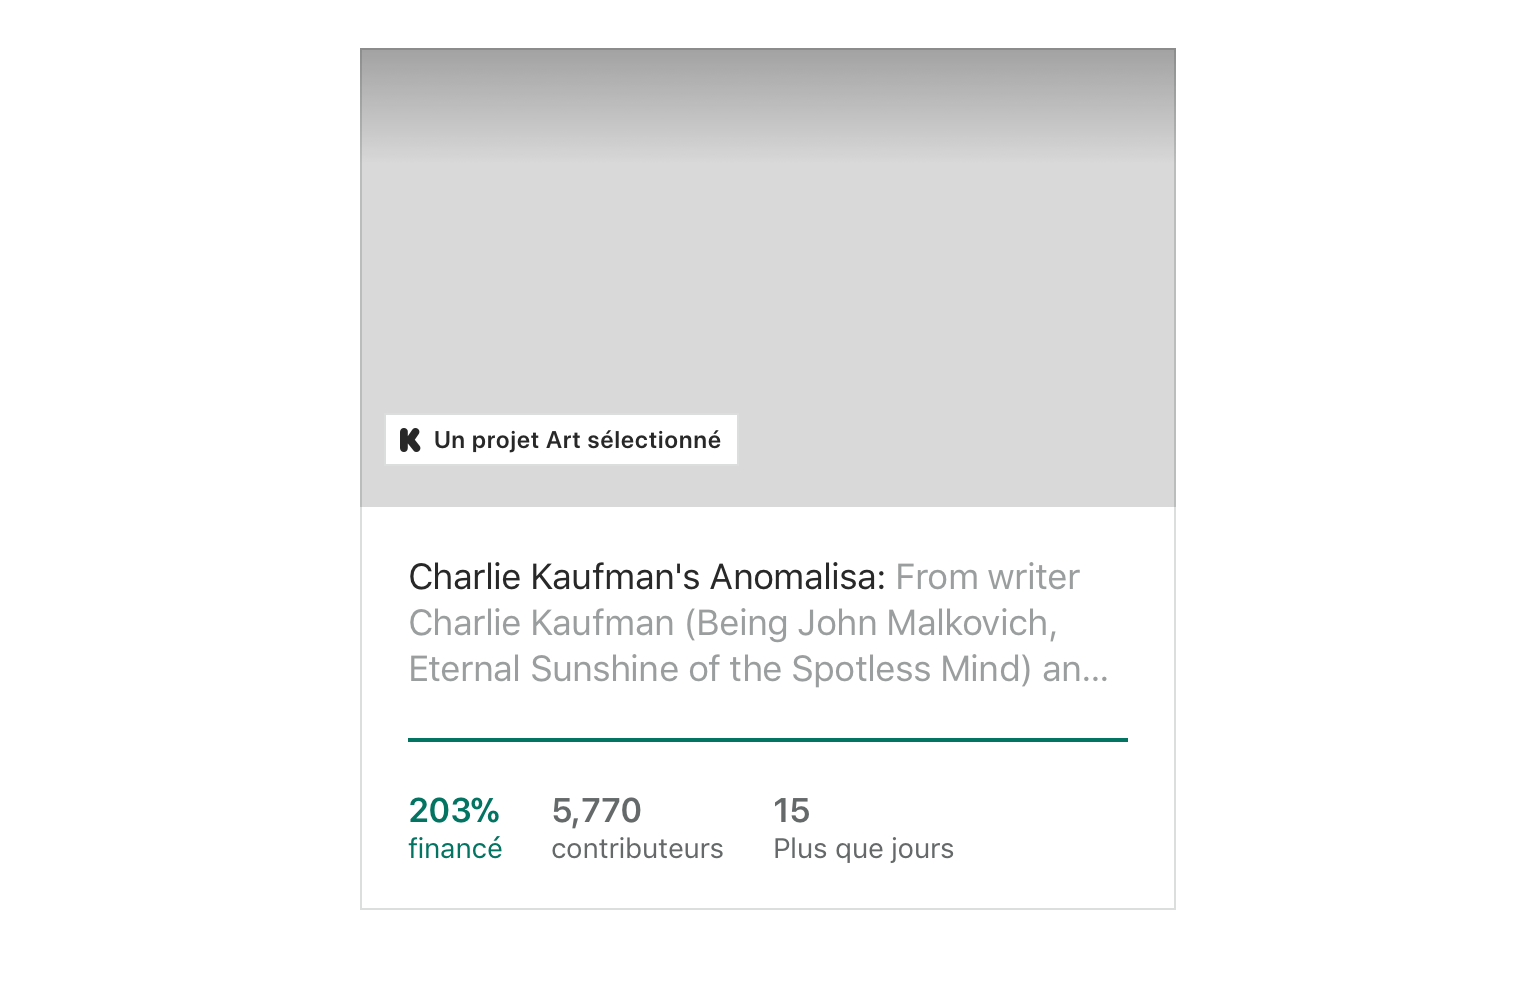 Un projet Art sélectionné
Charlie Kaufman's Anomalisa: From writer
Charlie Kaufman (Being John Malkovich,
Eternal Sunshine of the Spotless Mind) an...
203% 5,770 15
financé contributeurs Plus que jours